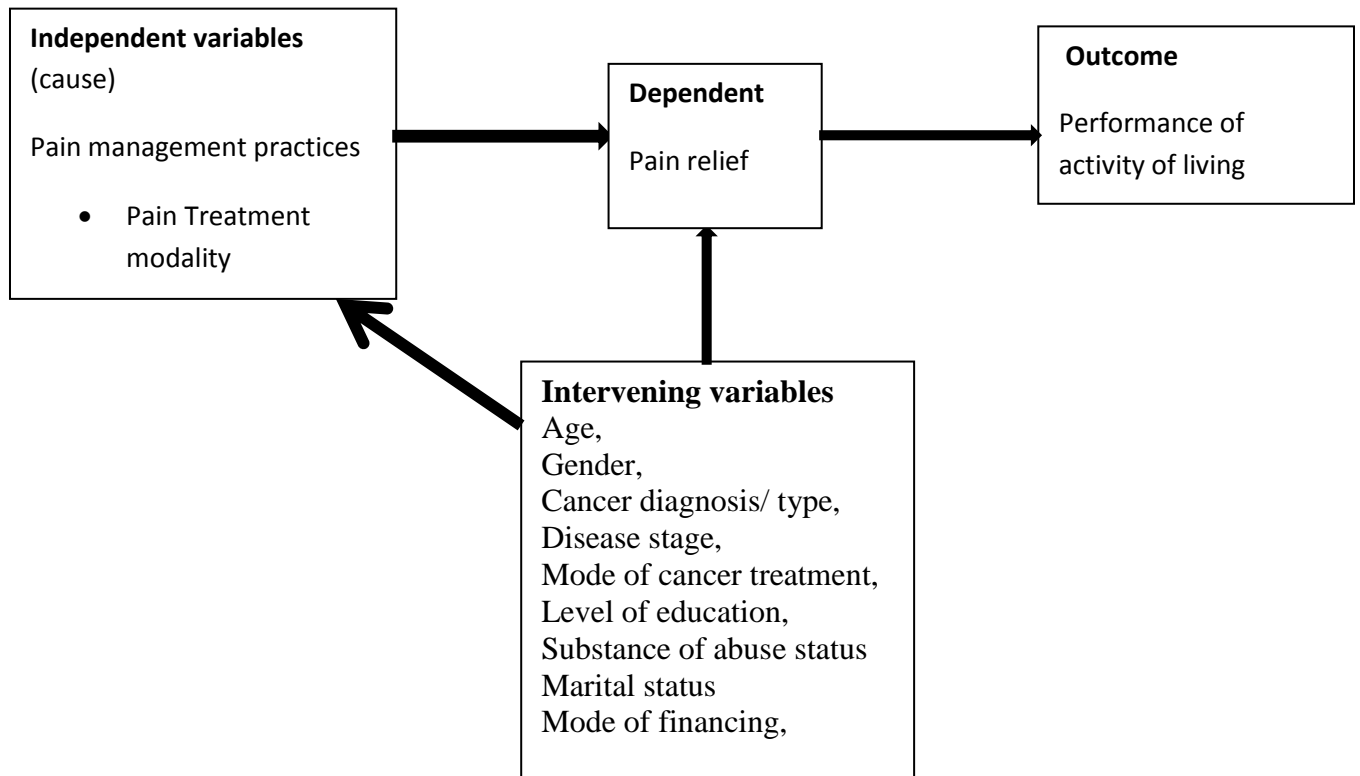 Independent variables
(cause)
Pain management practices
• Pain Treatment
modality
Dependent
Pain relief
Outcome
Performance of
activity of living
Intervening variables
Age,
Gender,
Cancer diagnosis/ type,
Disease stage,
Mode of cancer treatment,
Level of education,
Substance of abuse status
Marital status
Mode of financing,